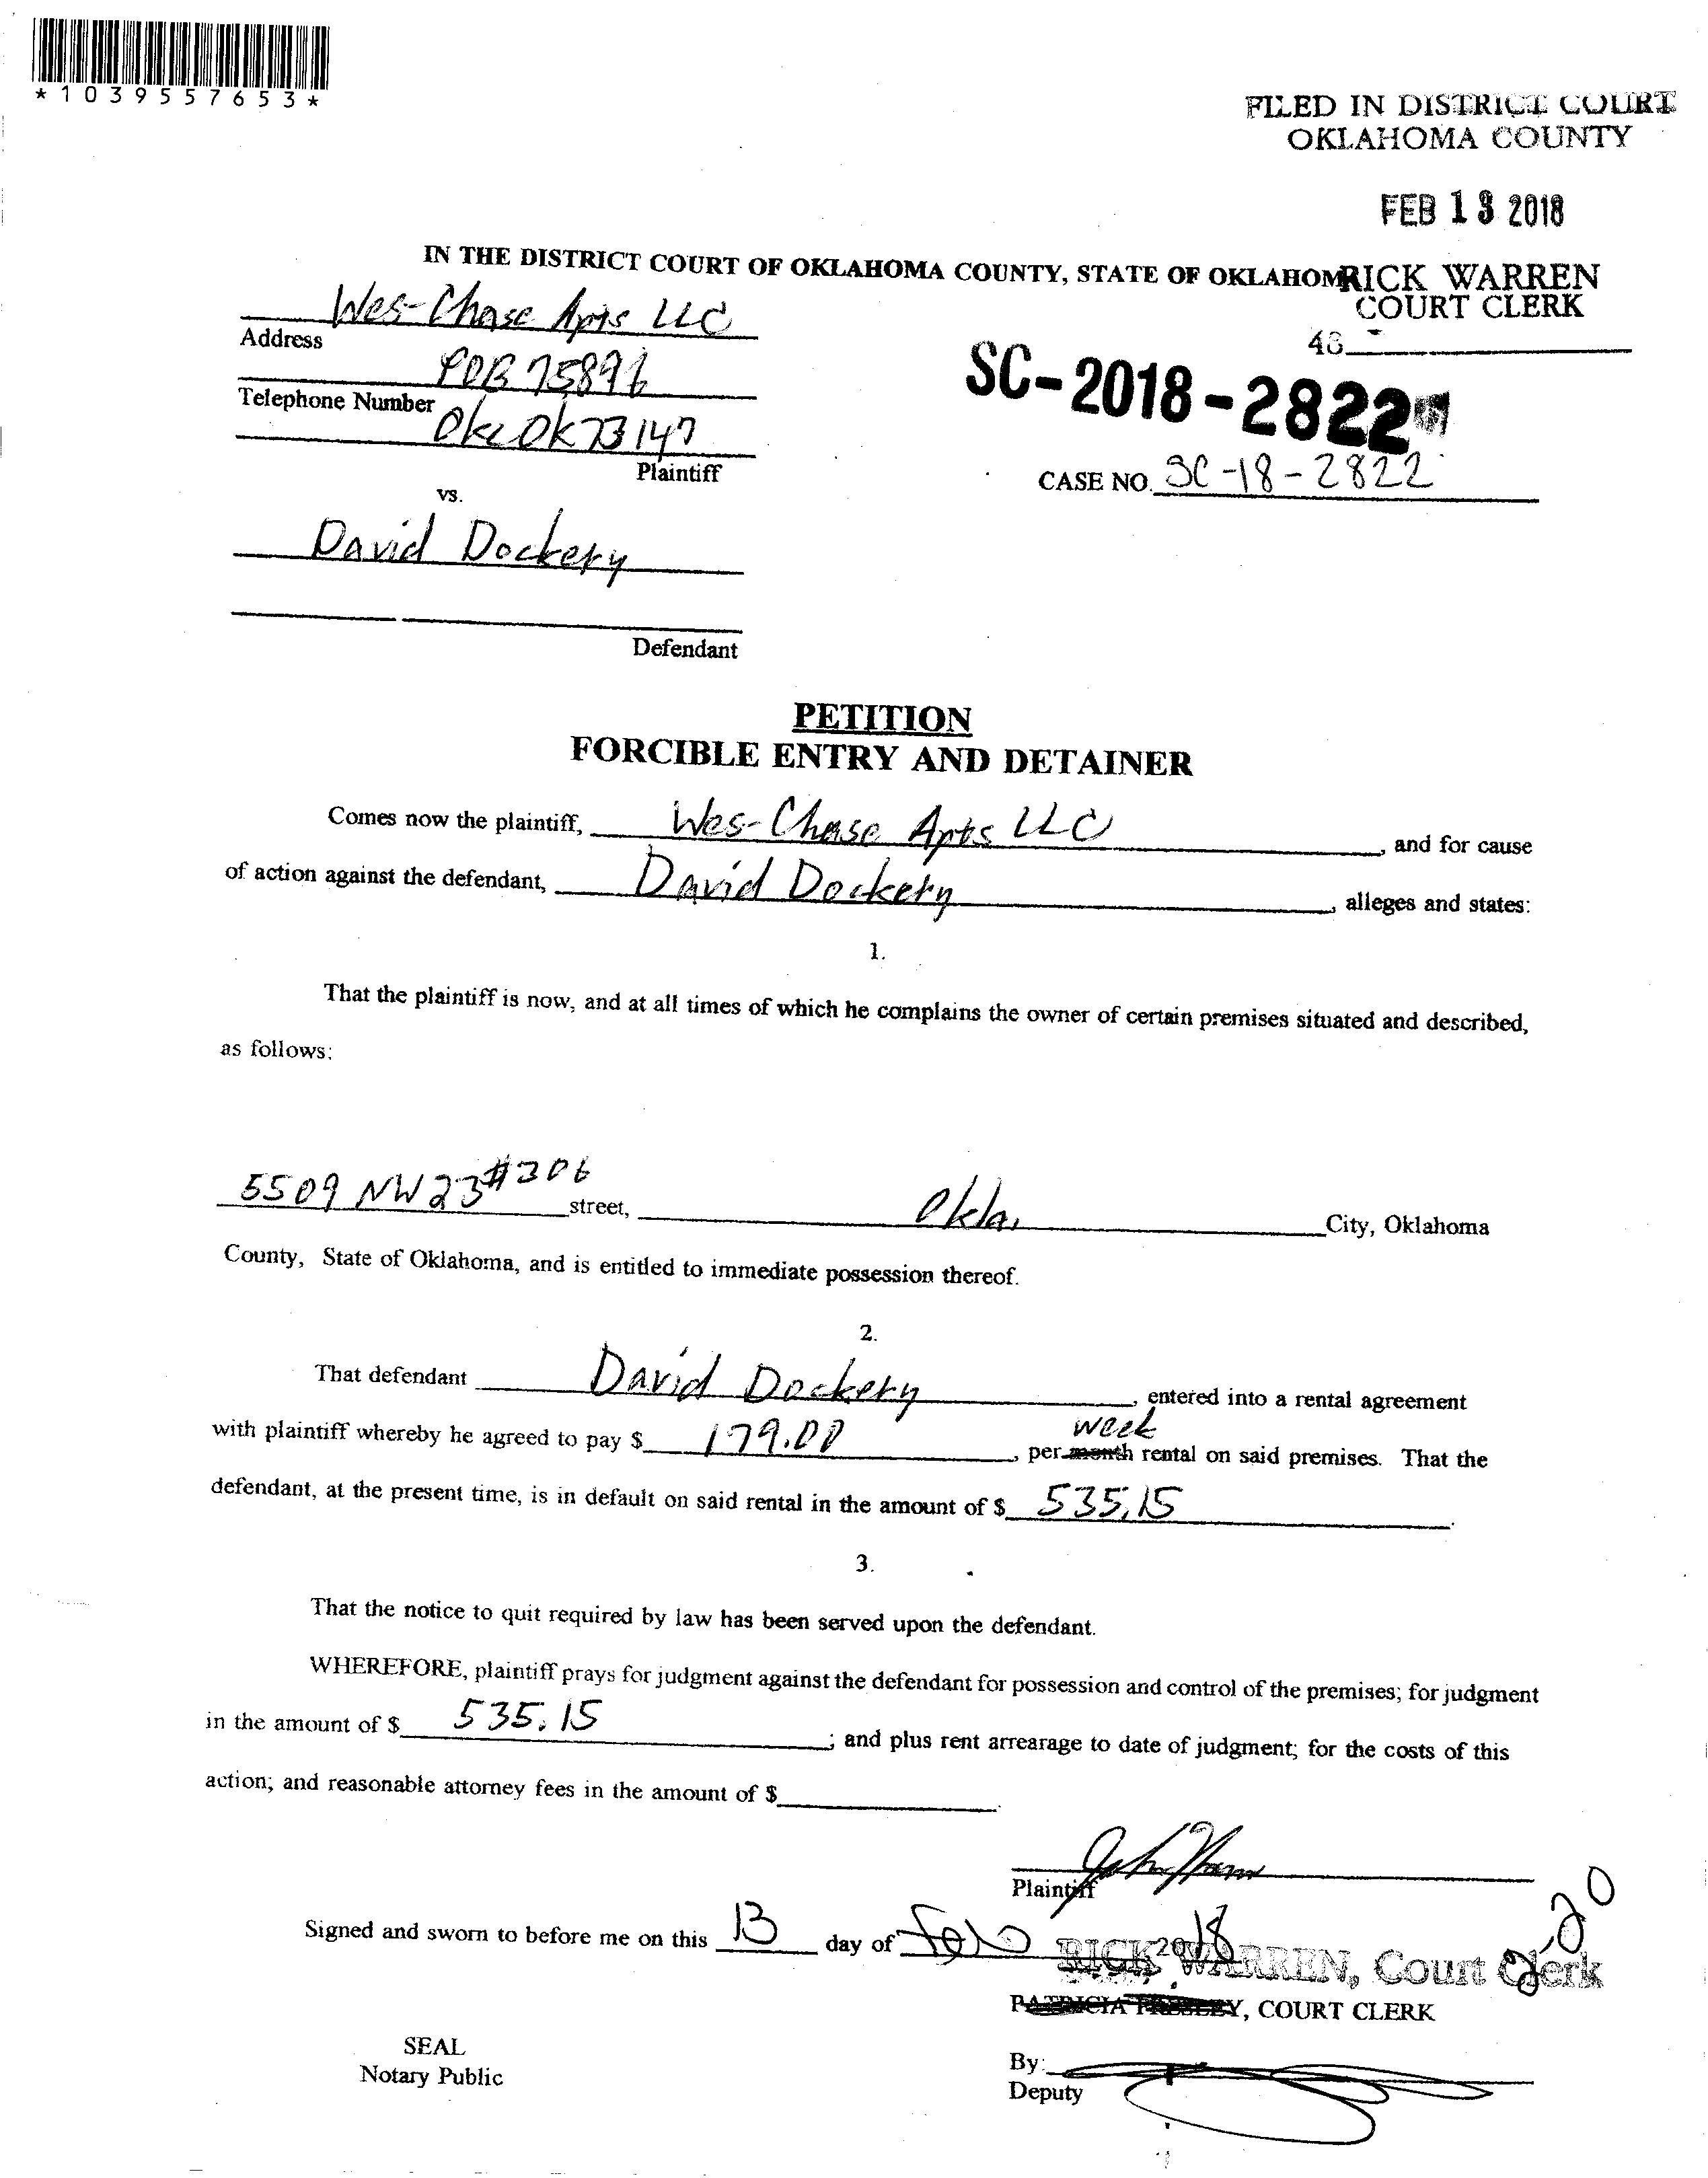 *1039557653*
FILED IN DISTRICT COURT
OKLAHOMA COUNTY
FEB 13 2018
IN THE DISTRICT COURT OF OKLAHOMA COUNTY, STATE OF OKLAHOM
RICK WARREN
COURT CLERK
Wes-Chase Apts LLC
Address
POB 75896
Telephone Number
Okc Ok 73147
Plaintiff
vs.
SC-2018-2822
CASE NO. SC-18-2822
David Dockery
Defendant
PETITION
FORCIBLE ENTRY AND DETAINER
Comes now the plaintiff, Wes-Chase Apts LLC, and for cause
of action against the defendant, David Dockery, alleges and states:
1.
That the plaintiff is now, and at all times of which he complains the owner of certain premises situated and described,
as follows:
5509 NW 23 #306 street, Okla. City, Oklahoma
County, State of Oklahoma, and is entitled to immediate possession thereof.
2.
That defendant David Dockery, entered into a rental agreement
with plaintiff whereby he agreed to pay $ 179.00, per month week rental on said premises. That the
defendant, at the present time, is in default on said rental in the amount of $ 535.15.
3.
That the notice to quit required by law has been served upon the defendant.
WHEREFORE, plaintiff prays for judgment against the defendant for possession and control of the premises; for judgment
in the amount of $ 535.15; and plus rent arrearage to date of judgment; for the costs of this
action; and reasonable attorney fees in the amount of $
Plaintiff
Signed and sworn to before me on this 13 day of Feb, 2018
RICK WARREN, Court Clerk
PATRICIA PRESLEY, COURT CLERK
2-20
SEAL
Notary Public
By:
Deputy